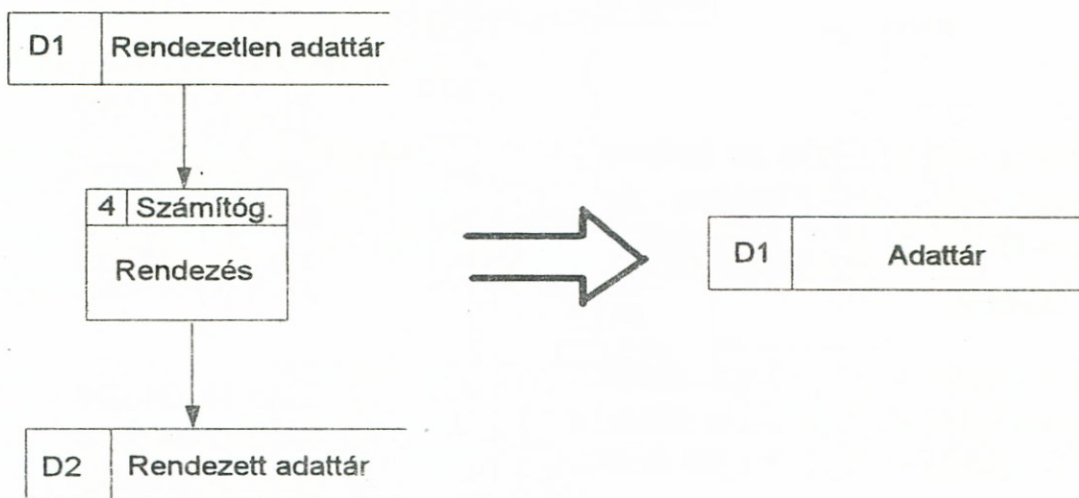 D1 Rendezetlen adattár
4 Számítóg.
Rendezés
D2 Rendezett adattár
D1 Adattár